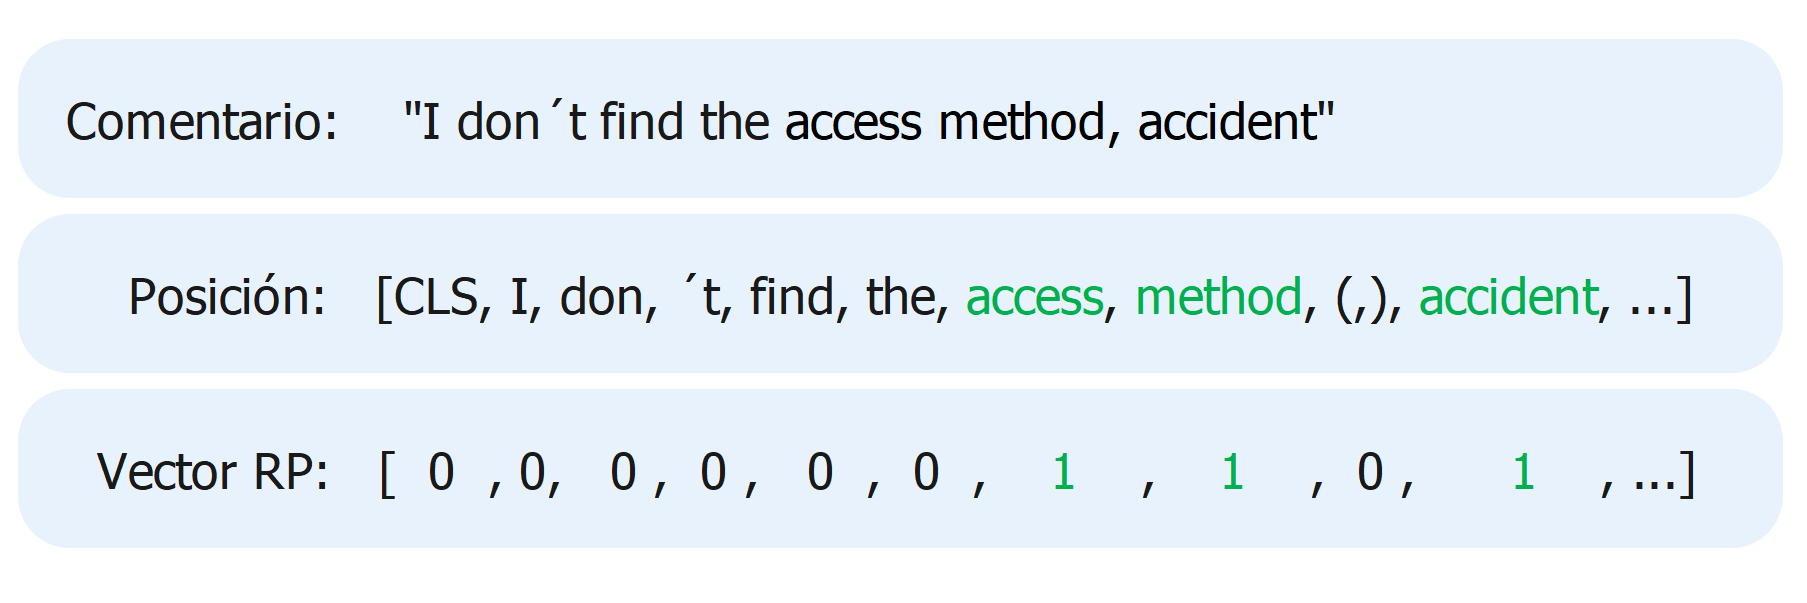 Comentario: "I don´t find the access method, accident"
Posición: [CLS, I, don, ´t, find, the, access, method, (,), accident, ...]
Vector RP: [ 0 , 0, 0 , 0 , 0 , 0 , 1 , 1 , 0 , 1 , ...]